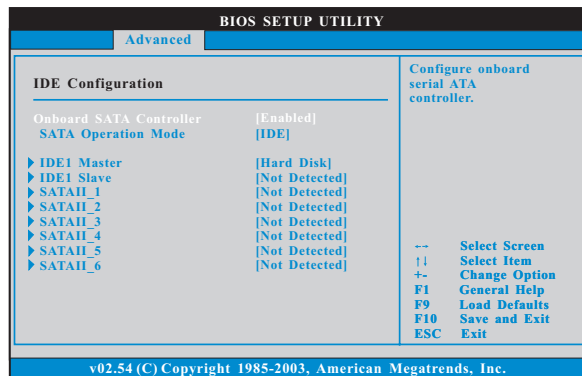 BIOS SETUP UTILITY
Advanced
IDE Configuration
Onboard SATA Controller [Enabled]
SATA Operation Mode [IDE]
IDE1 Master [Hard Disk]
IDE1 Slave [Not Detected]
SATAII_1 [Not Detected]
SATAII_2 [Not Detected]
SATAII_3 [Not Detected]
SATAII_4 [Not Detected]
SATAII_5 [Not Detected]
SATAII_6 [Not Detected]
Configure onboard
serial ATA
controller.
←→ Select Screen
↑↓ Select Item
+- Change Option
F1 General Help
F9 Load Defaults
F10 Save and Exit
ESC Exit
v02.54 (C) Copyright 1985-2003, American Megatrends, Inc.